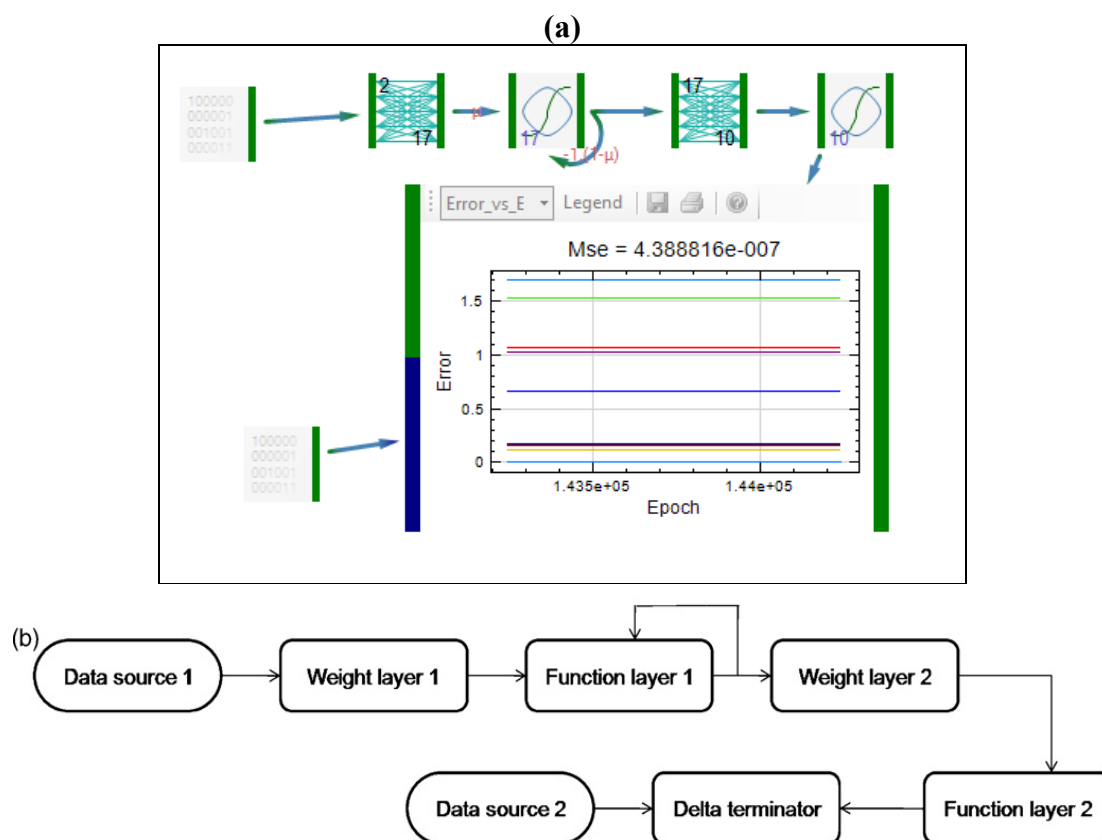 (a)
100000
000001
001001
000011
2
17
μ
17
-1.(1-μ)
17
10
10
Error_vs_E Legend
Mse = 4.388816e-007
Error
1.5
1
0.5
0
1.435e+05 1.44e+05
Epoch
100000
000001
001001
000011
(b)
Data source 1 Weight layer 1 Function layer 1 Weight layer 2
Data source 2 Delta terminator Function layer 2